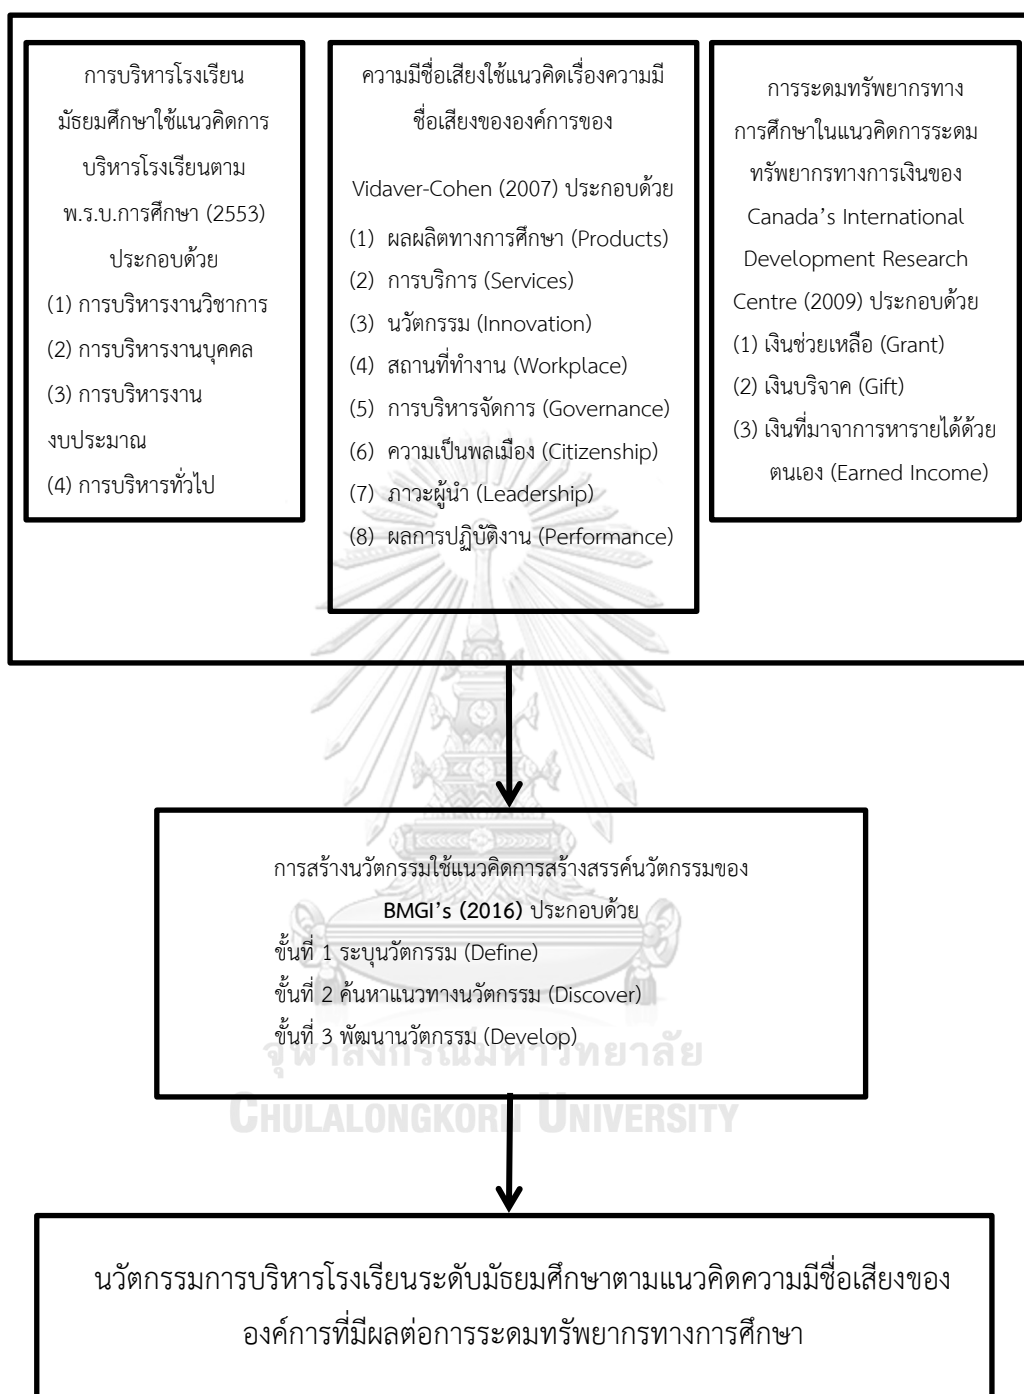 การบริหารโรงเรียน
มัธยมศึกษาใช้แนวคิดการ
บริหารโรงเรียนตาม
พ.ร.บ.การศึกษา (2553)
ประกอบด้วย
(1) การบริหารงานวิชาการ
(2) การบริหารงานบุคคล
(3) การบริหารงาน
งบประมาณ
(4) การบริหารทั่วไป
ความมีชื่อเสียงใช้แนวคิดเรื่องความมี
ชื่อเสียงขององค์การของ
Vidaver-Cohen (2007) ประกอบด้วย
(1) ผลผลิตทางการศึกษา (Products)
(2) การบริการ (Services)
(3) นวัตกรรม (Innovation)
(4) สถานที่ทำงาน (Workplace)
(5) การบริหารจัดการ (Governance)
(6) ความเป็นพลเมือง (Citizenship)
(7) ภาวะผู้นำ (Leadership)
(8) ผลการปฏิบัติงาน (Performance)
การระดมทรัพยากรทาง
การศึกษาในแนวคิดการระดม
ทรัพยากรทางการเงินของ
Canada's International
Development Research
Centre (2009) ประกอบด้วย
(1) เงินช่วยเหลือ (Grant)
(2) เงินบริจาค (Gift)
(3) เงินที่มาจาการหารายได้ด้วย
ตนเอง (Earned Income)
การสร้างนวัตกรรมใช้แนวคิดการสร้างสรรค์นวัตกรรมของ
BMGI's (2016) ประกอบด้วย
ขั้นที่ 1 ระบุนวัตกรรม (Define)
ขั้นที่ 2 ค้นหาแนวทางนวัตกรรม (Discover)
ขั้นที่ 3 พัฒนานวัตกรรม (Develop)
จุฬาลงกรณ์มหาวิทยาลัย
CHULALONGKORN UNIVERSITY
นวัตกรรมการบริหารโรงเรียนระดับมัธยมศึกษาตามแนวคิดความมีชื่อเสียงของ
องค์การที่มีผลต่อการระดมทรัพยากรทางการศึกษา